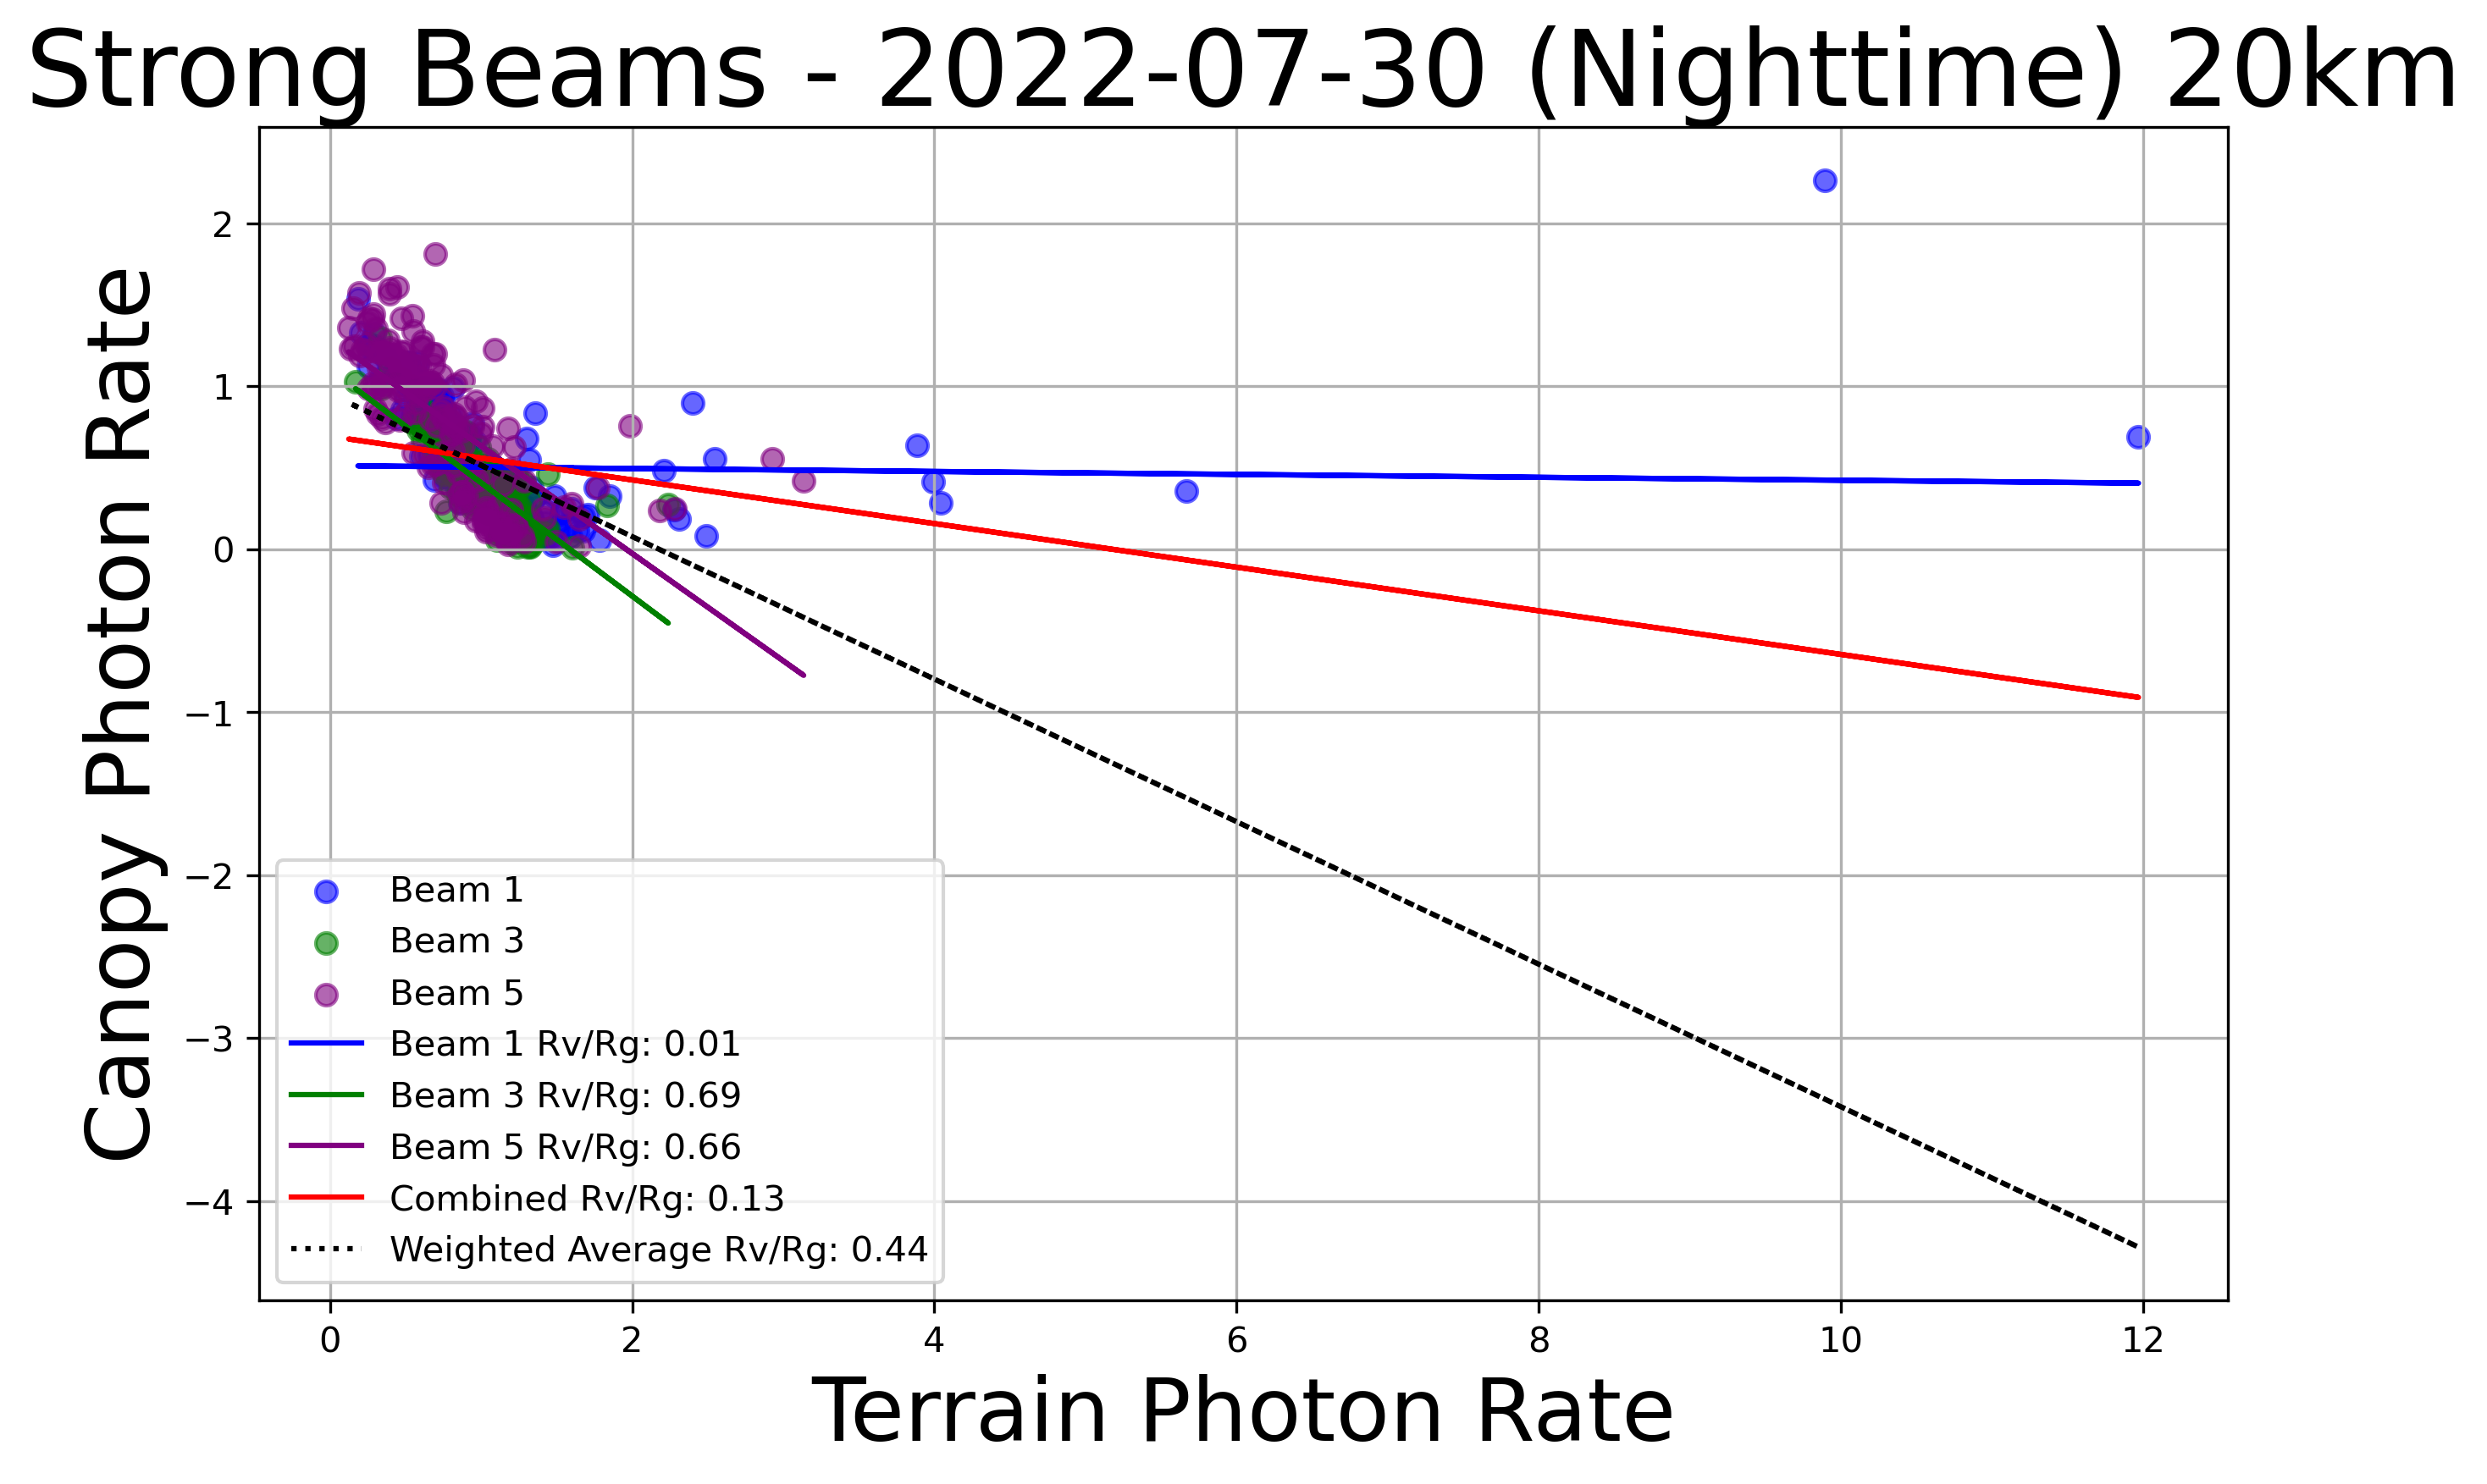 Strong Beams - 2022-07-30 (Nighttime) 20km
Canopy Photon Rate
2
1
0
−1
−2
−3
−4
Beam 1
Beam 3
Beam 5
Beam 1 Rv/Rg: 0.01
Beam 3 Rv/Rg: 0.69
Beam 5 Rv/Rg: 0.66
Combined Rv/Rg: 0.13
Weighted Average Rv/Rg: 0.44
0 2 4 6 8 10 12
Terrain Photon Rate